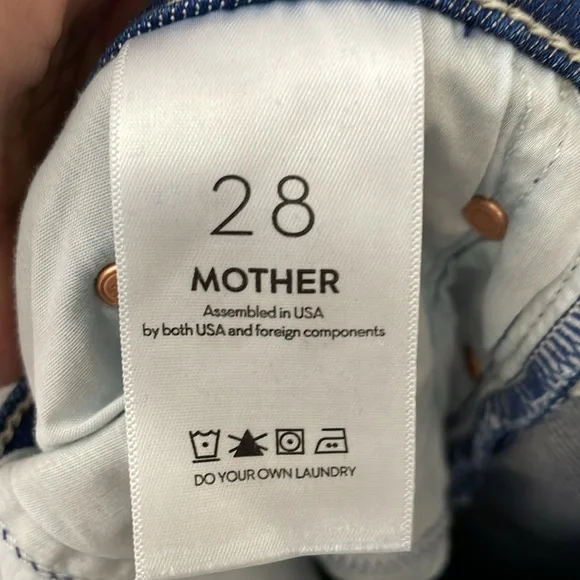 28
MOTHER
Assembled in USA
by both USA and foreign components
DO YOUR OWN LAUNDRY